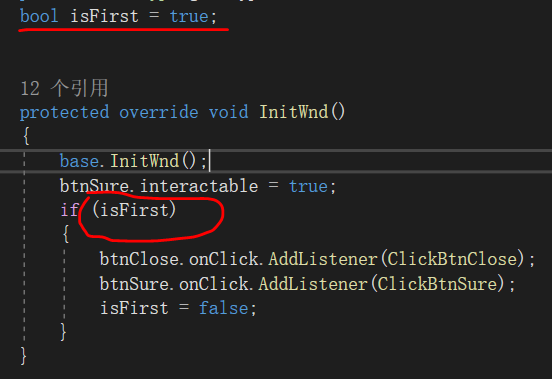 bool isFirst = true;
12 个引用
protected override void InitWnd()
{
base.InitWnd();
btnSure.interactable = true;
if (isFirst)
{
btnClose.onClick.AddListener(ClickBtnClose);
btnSure.onClick.AddListener(ClickBtnSure);
isFirst = false;
}
}